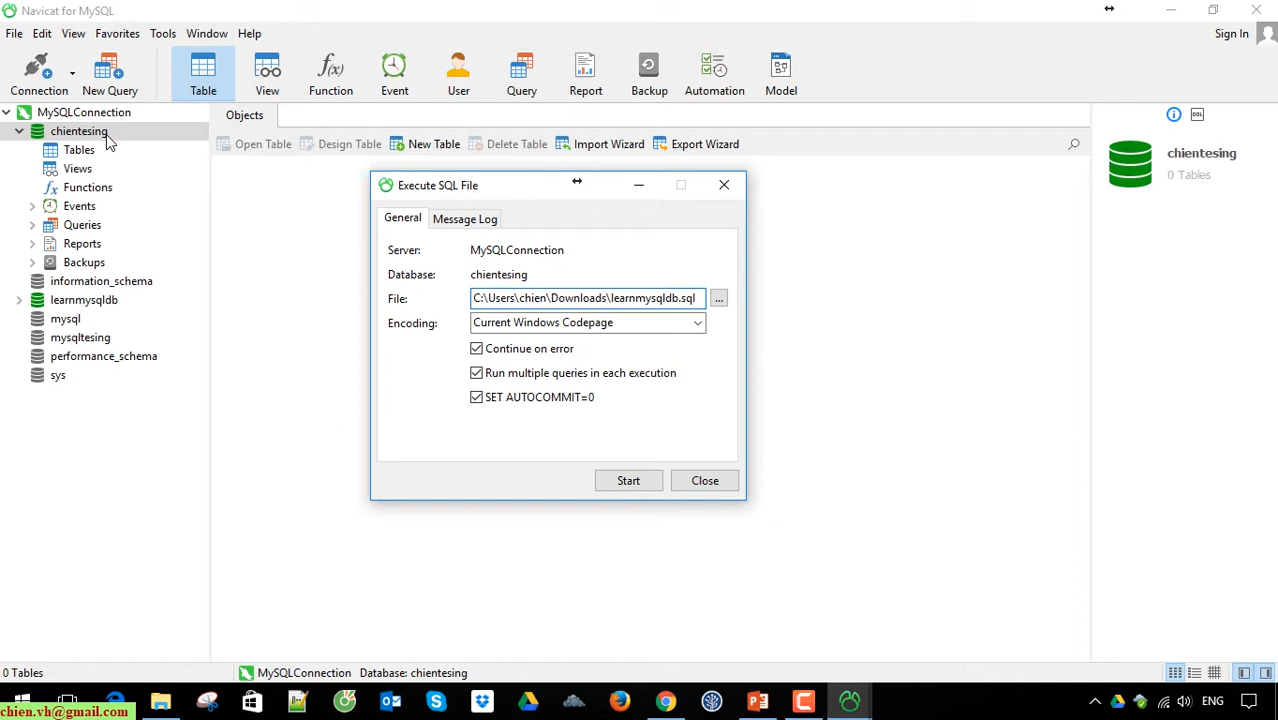 Navicat for MySQL
File Edit View Favorites Tools Window Help Sign In
Connection New Query Table View Function Event User Query Report Backup Automation Model
MySQLConnection
chientesing
Tables
Views
Functions
Events
Queries
Reports
Backups
information_schema
learnmysqldb
mysql
mysqltesing
performance_schema
sys
Objects
Open Table Design Table New Table Delete Table Import Wizard Export Wizard
Execute SQL File
General Message Log
Server: MySQLConnection
Database: chientesing
File: C:\Users\chien\Downloads\learnmysqldb.sql ...
Encoding: Current Windows Codepage
Continue on error
Run multiple queries in each execution
SET AUTOCOMMIT=0
Start Close
DDL
chientesing
0 Tables
0 Tables MySQLConnection Database: chientesing
ENG
chien.vh@gmail.com